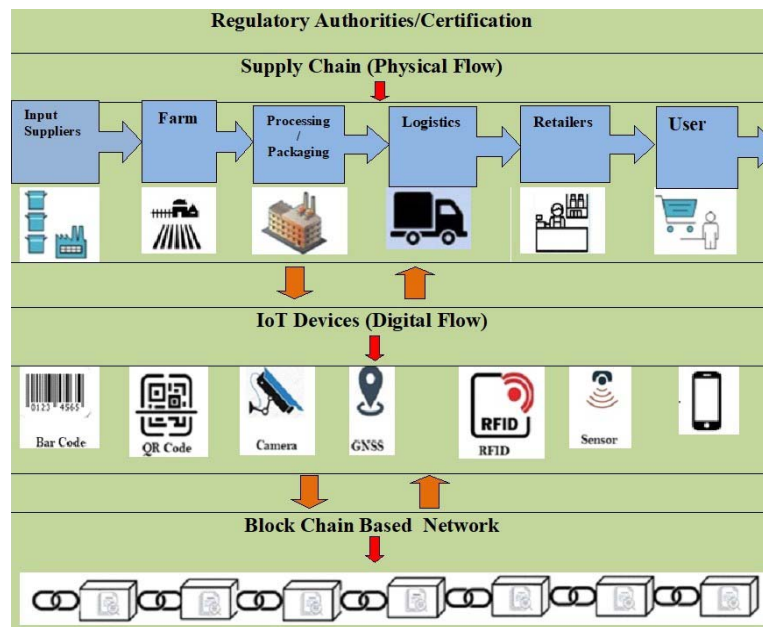 Regulatory Authorities/Certification
Supply Chain (Physical Flow)
Input
Suppliers
Farm
Processing
/
Packaging
Logistics
Retailers
User
IoT Devices (Digital Flow)
0123 4565
Bar Code
QR Code
Camera
GNSS
RFID
RFID
Sensor
Block Chain Based Network